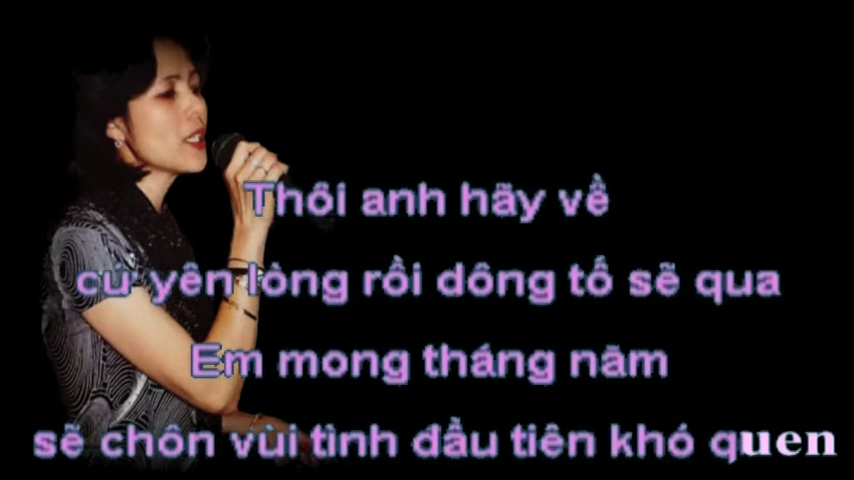 Thôi anh hãy về
cứ yên lòng rồi dông tố sẽ qua
Em mong tháng năm
sẽ chôn vùi tình đầu tiên khó quen